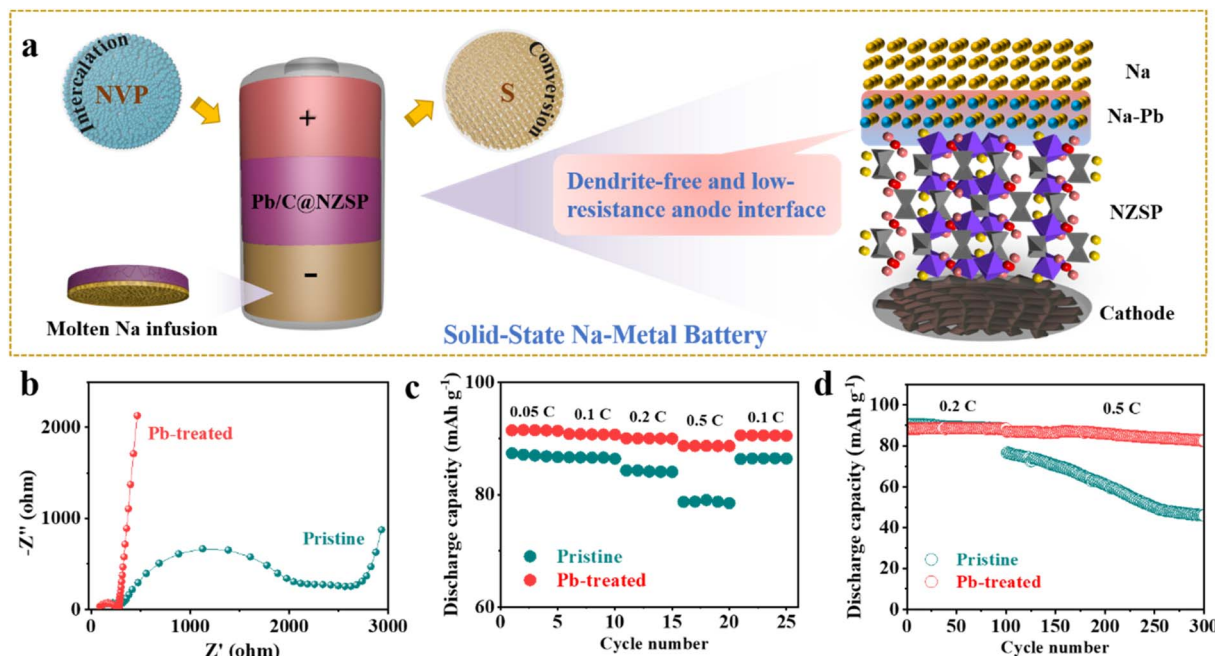 a
Intercalation
NVP
+
Pb/C@NZSP
-
Molten Na infusion
S
Conversion
Dendrite-free and low-
resistance anode interface
Na
Na-Pb
NZSP
Cathode
Solid-State Na-Metal Battery
b
-Z'' (ohm)
2000
1000
0
Pb-treated
Pristine
0 1000 2000 3000
Z' (ohm)
c
Discharge capacity (mAh g⁻¹)
100
80
60
0.05 C 0.1 C 0.2 C 0.5 C 0.1 C
Pristine
Pb-treated
0 5 10 15 20 25
Cycle number
d
Discharge capacity (mAh g⁻¹)
100
80
60
40
20
0
0.2 C 0.5 C
Pristine
Pb-treated
0 50 100 150 200 250 300
Cycle number